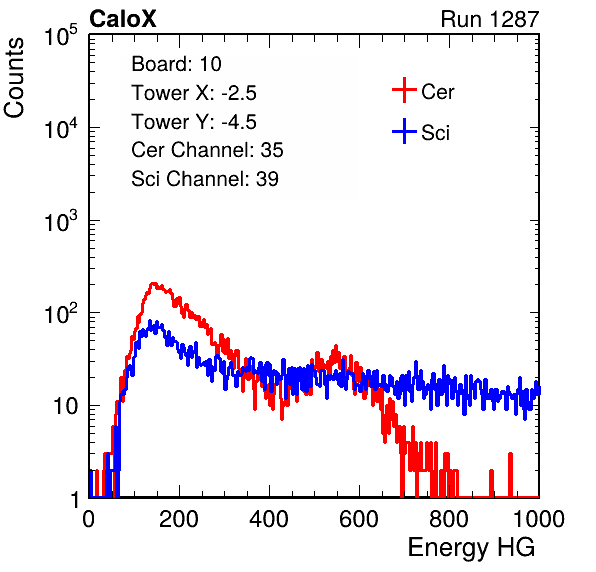 CaloX Run 1287
Counts
10^5
10^4
10^3
10^2
10
1
Board: 10
Tower X: -2.5
Tower Y: -4.5
Cer Channel: 35
Sci Channel: 39
Cer
Sci
0 200 400 600 800 1000
Energy HG